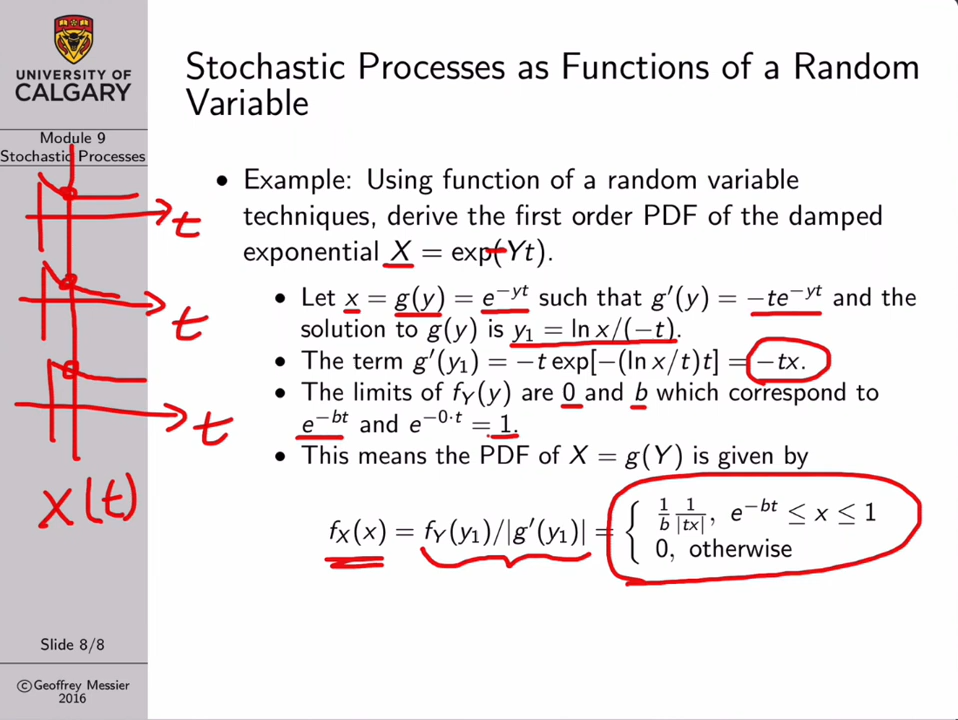 UNIVERSITY OF
CALGARY
Module 9
Stochastic Processes
t
t
t
x(t)
Slide 8/8
©Geoffrey Messier
2016
Stochastic Processes as Functions of a Random
Variable
• Example: Using function of a random variable
techniques, derive the first order PDF of the damped
exponential X = exp(-Yt).
• Let x = g(y) = e^{-yt} such that g'(y) = -te^{-yt} and the
solution to g(y) is y₁ = ln x/(-t).
• The term g'(y₁) = -t exp[-(ln x/t)t] = -tx.
• The limits of f_Y(y) are 0 and b which correspond to
e^{-bt} and e^{-0·t} = 1.
• This means the PDF of X = g(Y) is given by
f_X(x) = f_Y(y₁)/|g'(y₁)| = { 1/b 1/|tx|, e^{-bt} ≤ x ≤ 1
0, otherwise